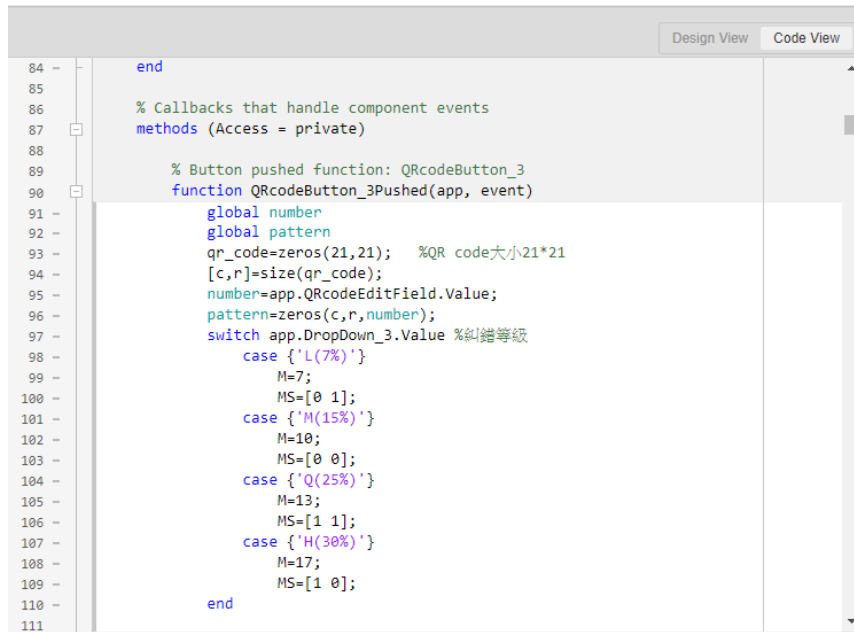 Design View Code View
84 end
85
86 % Callbacks that handle component events
87 methods (Access = private)
88
89 % Button pushed function: QRcodeButton_3
90 function QRcodeButton_3Pushed(app, event)
91 global number
92 global pattern
93 qr_code=zeros(21,21); %QR code大小21*21
94 [c,r]=size(qr_code);
95 number=app.QRcodeEditField.Value;
96 pattern=zeros(c,r,number);
97 switch app.DropDown_3.Value %糾錯等級
98 case {'L(7%)'}
99 M=7;
100 MS=[0 1];
101 case {'M(15%)'}
102 M=10;
103 MS=[0 0];
104 case {'Q(25%)'}
105 M=13;
106 MS=[1 1];
107 case {'H(30%)'}
108 M=17;
109 MS=[1 0];
110 end
111